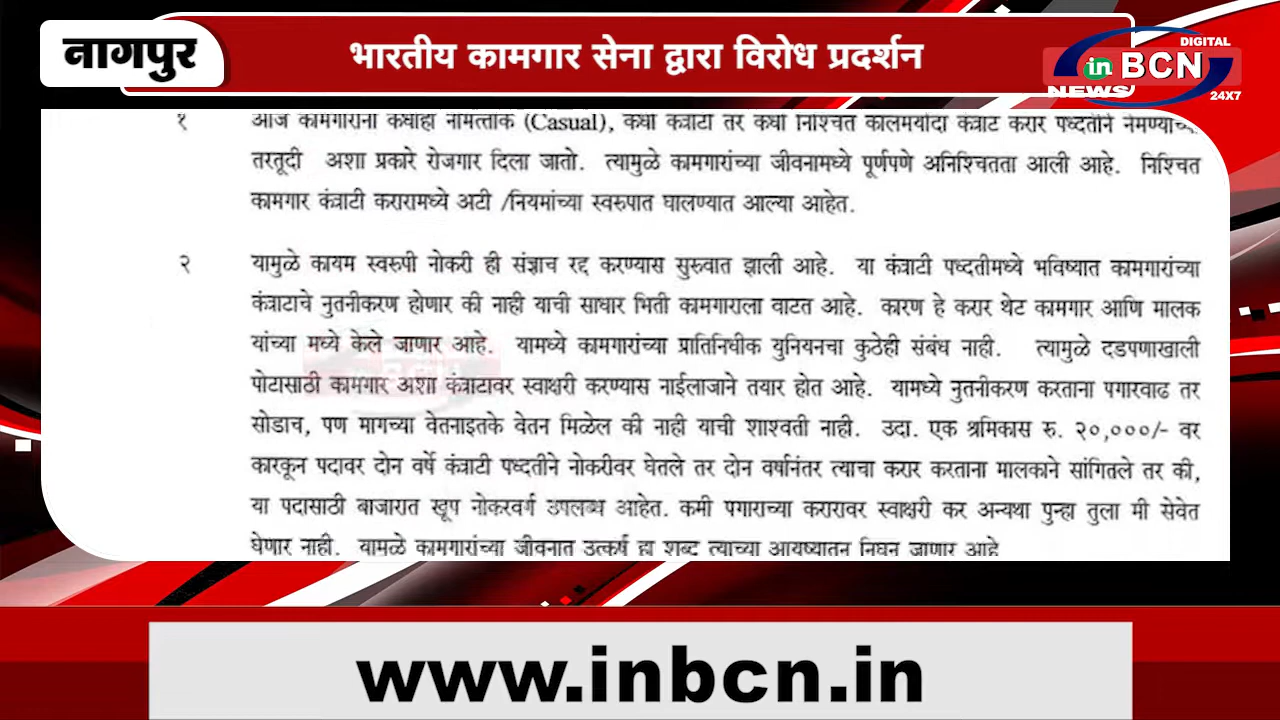 नागपुर
भारतीय कामगार सेना द्वारा विरोध प्रदर्शन
DIGITAL
in BCN
NEWS
24X7
१ आज कामगारांना कधीही नैमित्तीक (Casual), कधी कंत्राटी तर कधी निश्चित कालमर्यादा कंत्राट करार पध्दतीने नेमण्याच्या
तरतूदी अशा प्रकारे रोजगार दिला जातो. त्यामुळे कामगारांच्या जीवनामध्ये पूर्णपणे अनिश्चितता आली आहे. निश्चित
कामगार कंत्राटी करारामध्ये अटी /नियमांच्या स्वरुपात घालण्यात आल्या आहेत.
२ यामुळे कायम स्वरुपी नोकरी ही संज्ञाच रद्द करण्यास सुरुवात झाली आहे. या कंत्राटी पध्दतीमध्ये भविष्यात कामगारांच्या
कंत्राटाचे नुतनीकरण होणार की नाही याची साधार भिती कामगाराला वाटत आहे. कारण हे करार थेट कामगार आणि मालक
यांच्या मध्ये केले जाणार आहे. यामध्ये कामगारांच्या प्रातिनिधीक युनियनचा कुठेही संबंध नाही. त्यामुळे दडपणाखाली
पोटासाठी कामगार अशा कंत्राटावर स्वाक्षरी करण्यास नाईलाजाने तयार होत आहे. यामध्ये नुतनीकरण करताना पगारवाढ तर
सोडाच, पण मागच्या वेतनाइतके वेतन मिळेल की नाही याची शाश्वती नाही. उदा. एक श्रमिकास रु. २०,०००/- वर
कारकून पदावर दोन वर्षे कंत्राटी पध्दतीने नोकरीवर घेतले तर दोन वर्षानंतर त्याचा करार करताना मालकाने सांगितले तर की,
या पदासाठी बाजारात खूप नोकरवर्ग उपलब्ध आहेत. कमी पगाराच्या करारावर स्वाक्षरी कर अन्यथा पुन्हा तुला मी सेवेत
घेणार नाही. यामुळे कामगारांच्या जीवनात उत्कर्ष हा शब्द त्याच्या आयुष्यातून निघून जाणार आहे
www.inbcn.in